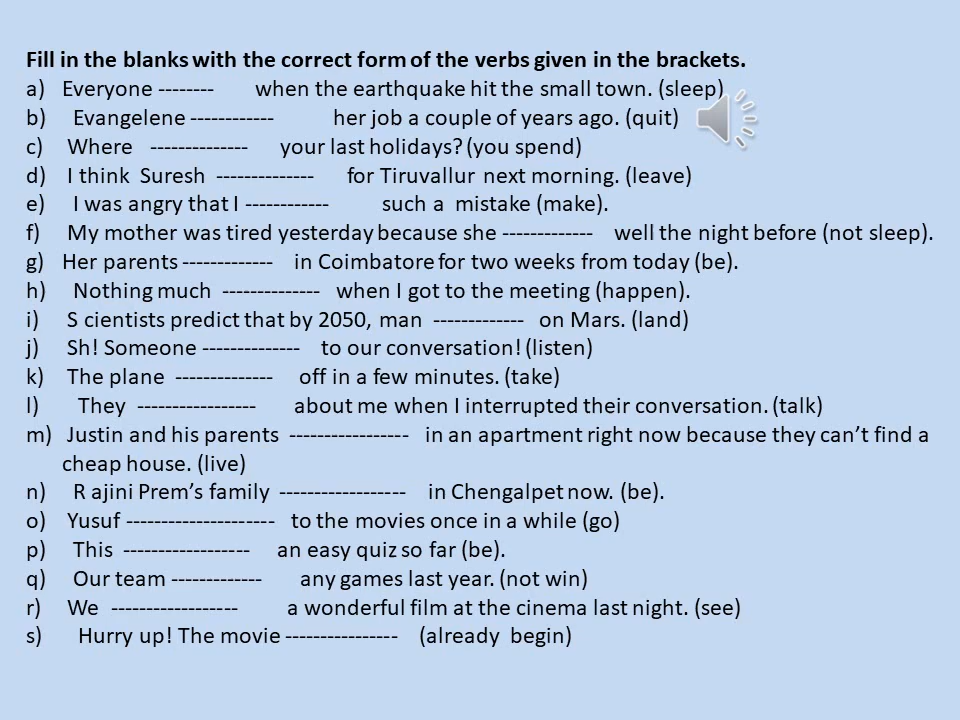 Fill in the blanks with the correct form of the verbs given in the brackets.
a) Everyone -------- when the earthquake hit the small town. (sleep)
b) Evangelene ------------ her job a couple of years ago. (quit)
c) Where -------------- your last holidays? (you spend)
d) I think Suresh -------------- for Tiruvallur next morning. (leave)
e) I was angry that I ------------ such a mistake (make).
f) My mother was tired yesterday because she ------------- well the night before (not sleep).
g) Her parents ------------- in Coimbatore for two weeks from today (be).
h) Nothing much -------------- when I got to the meeting (happen).
i) S cientists predict that by 2050, man ------------- on Mars. (land)
j) Sh! Someone -------------- to our conversation! (listen)
k) The plane -------------- off in a few minutes. (take)
l) They ----------------- about me when I interrupted their conversation. (talk)
m) Justin and his parents ----------------- in an apartment right now because they can’t find a
cheap house. (live)
n) R ajini Prem’s family ------------------ in Chengalpet now. (be).
o) Yusuf --------------------- to the movies once in a while (go)
p) This ------------------ an easy quiz so far (be).
q) Our team ------------- any games last year. (not win)
r) We ------------------ a wonderful film at the cinema last night. (see)
s) Hurry up! The movie ---------------- (already begin)